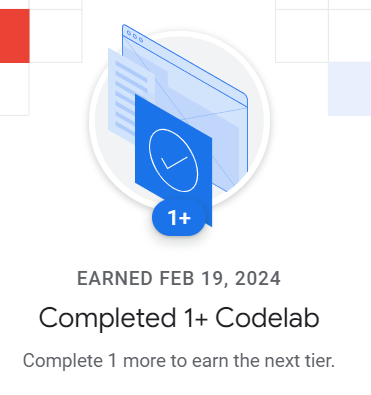 1+
EARNED FEB 19, 2024
Completed 1+ Codelab
Complete 1 more to earn the next tier.